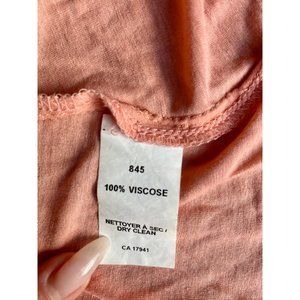 845
100% VISCOSE
NETTOYER À SEC /
DRY CLEAN
CA 17941